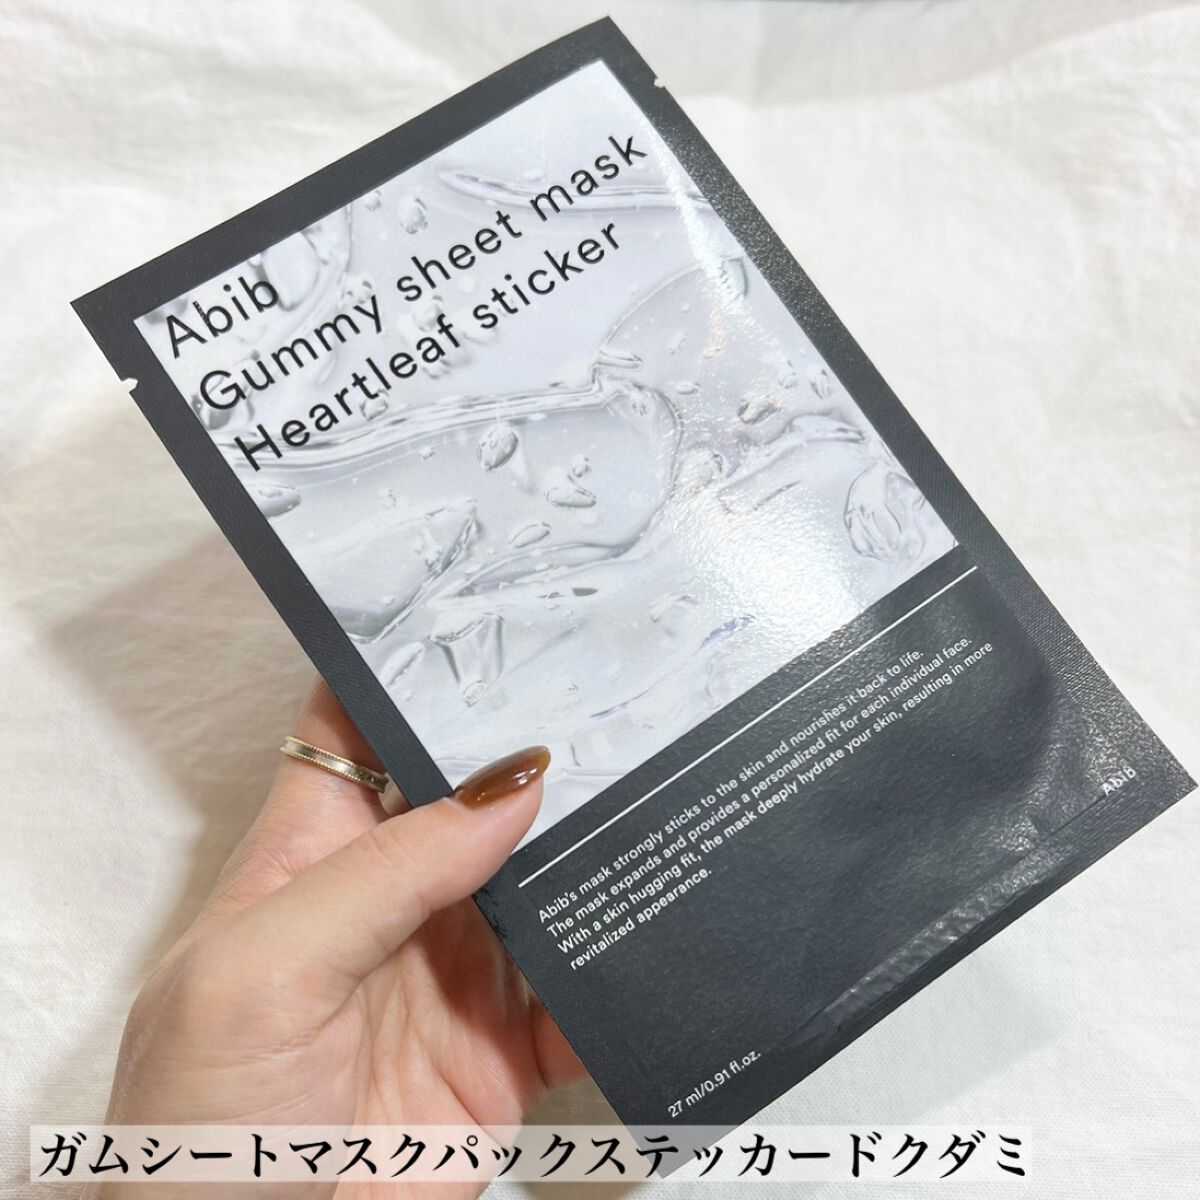 Abib
Gummy sheet mask
Heartleaf sticker
Abib's mask strongly sticks to the skin and nourishes it back to life.
The mask expands and provides a personalized fit for each individual face.
With a skin hugging fit, the mask deeply hydrate your skin, resulting in more
revitalized appearance.
27 ml/0.91 fl.oz.
Abib
ガムシートマスクパックステッカードクダミ